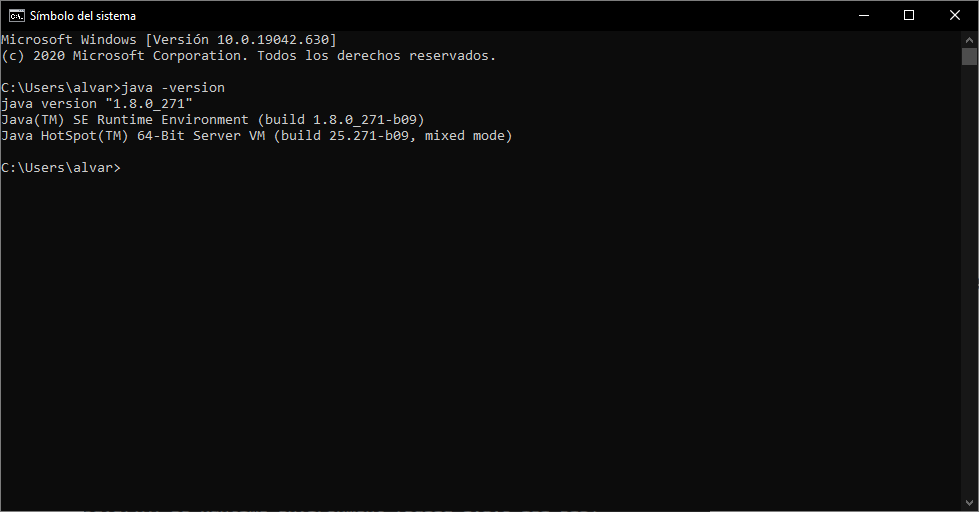 Símbolo del sistema
Microsoft Windows [Versión 10.0.19042.630]
(c) 2020 Microsoft Corporation. Todos los derechos reservados.
C:\Users\alvar>java -version
java version "1.8.0_271"
Java(TM) SE Runtime Environment (build 1.8.0_271-b09)
Java HotSpot(TM) 64-Bit Server VM (build 25.271-b09, mixed mode)
C:\Users\alvar>